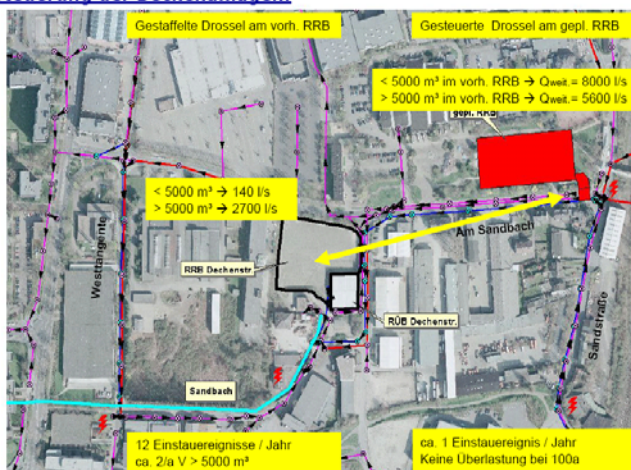 Gestaffelte Drossel am vorh. RRB
Gesteuerte Drossel am gepl. RRB
< 5000 m³ im vorh. RRB → Qweit.= 8000 l/s
> 5000 m³ im vorh. RRB → Qweit.= 5600 l/s
gepl. RRB
< 5000 m³ → 140 l/s
> 5000 m³ → 2700 l/s
Am Sandbach
Westtangente
RRB Dechenstr.
RÜB Dechenstr.
Sandstraße
Sandbach
12 Einstauereignisse / Jahr
ca. 2/a V > 5000 m³
ca. 1 Einstauereignis / Jahr
Keine Überlastung bei 100a